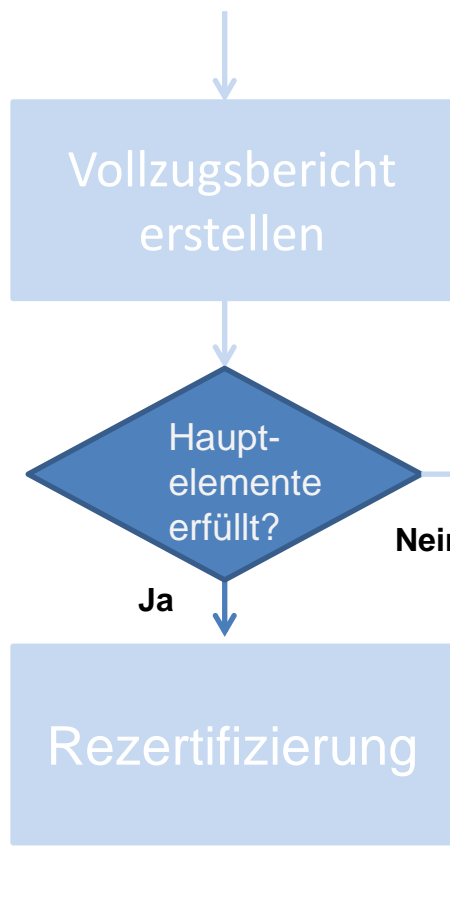 Vollzugsbericht
erstellen
Haupt-
elemente
erfüllt?
Ja
Rezertifizierung